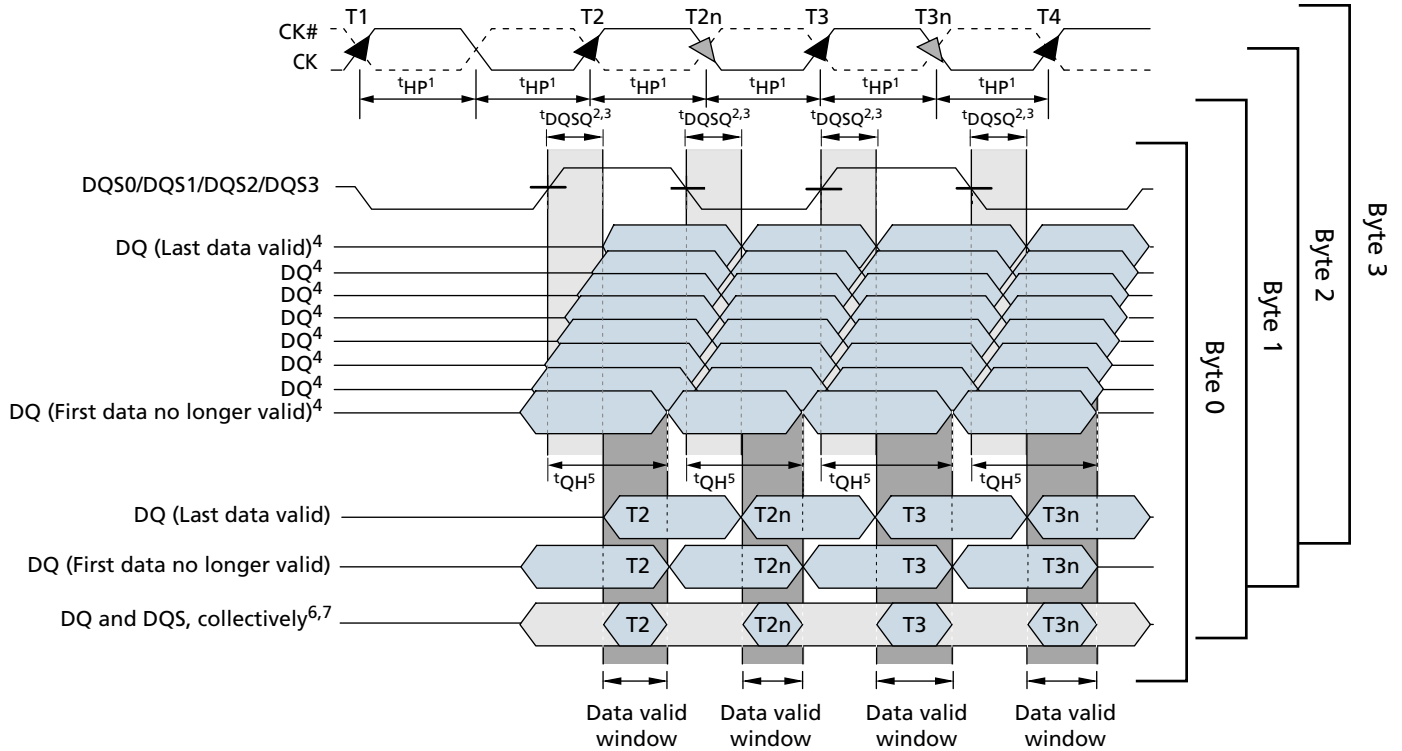 T1 T2 T2n T3 T3n T4
CK#
CK
tHP1 tHP1 tHP1 tHP1 tHP1 tHP1
tDQSQ2,3 tDQSQ2,3 tDQSQ2,3 tDQSQ2,3
DQS0/DQS1/DQS2/DQS3
DQ (Last data valid)4
DQ4
DQ4
DQ4
DQ4
DQ4
DQ4
DQ (First data no longer valid)4
tQH5 tQH5 tQH5 tQH5
DQ (Last data valid) T2 T2n T3 T3n
DQ (First data no longer valid) T2 T2n T3 T3n
DQ and DQS, collectively6,7 T2 T2n T3 T3n
Data valid window
Data valid window
Data valid window
Data valid window
Byte 0
Byte 1
Byte 2
Byte 3